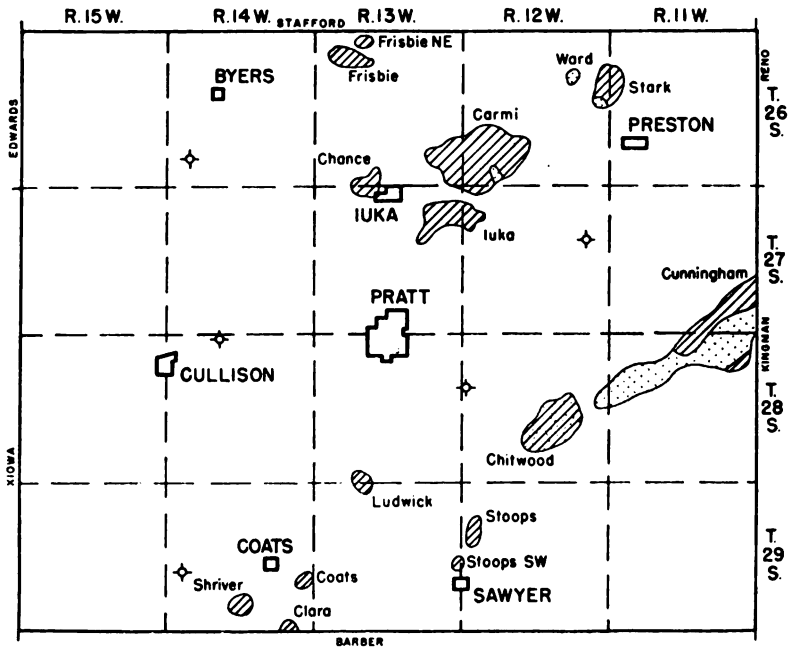 R.15W. R.14W. R.13W. R.12W. R.11W.
STAFFORD
Frisbie NE
Frisbie
BYERS
Ward
Stark
RENO
T.
26
S.
EDWARDS
Carmi
PRESTON
Chance
IUKA
Iuka
T.
27
S.
Cunningham
PRATT
KINGMAN
CULLISON
T.
28
S.
Chitwood
XIOWA
Ludwick
Stoops
COATS
Stoops SW
T.
29
S.
Shriver
Coats
SAWYER
Clara
BARBER